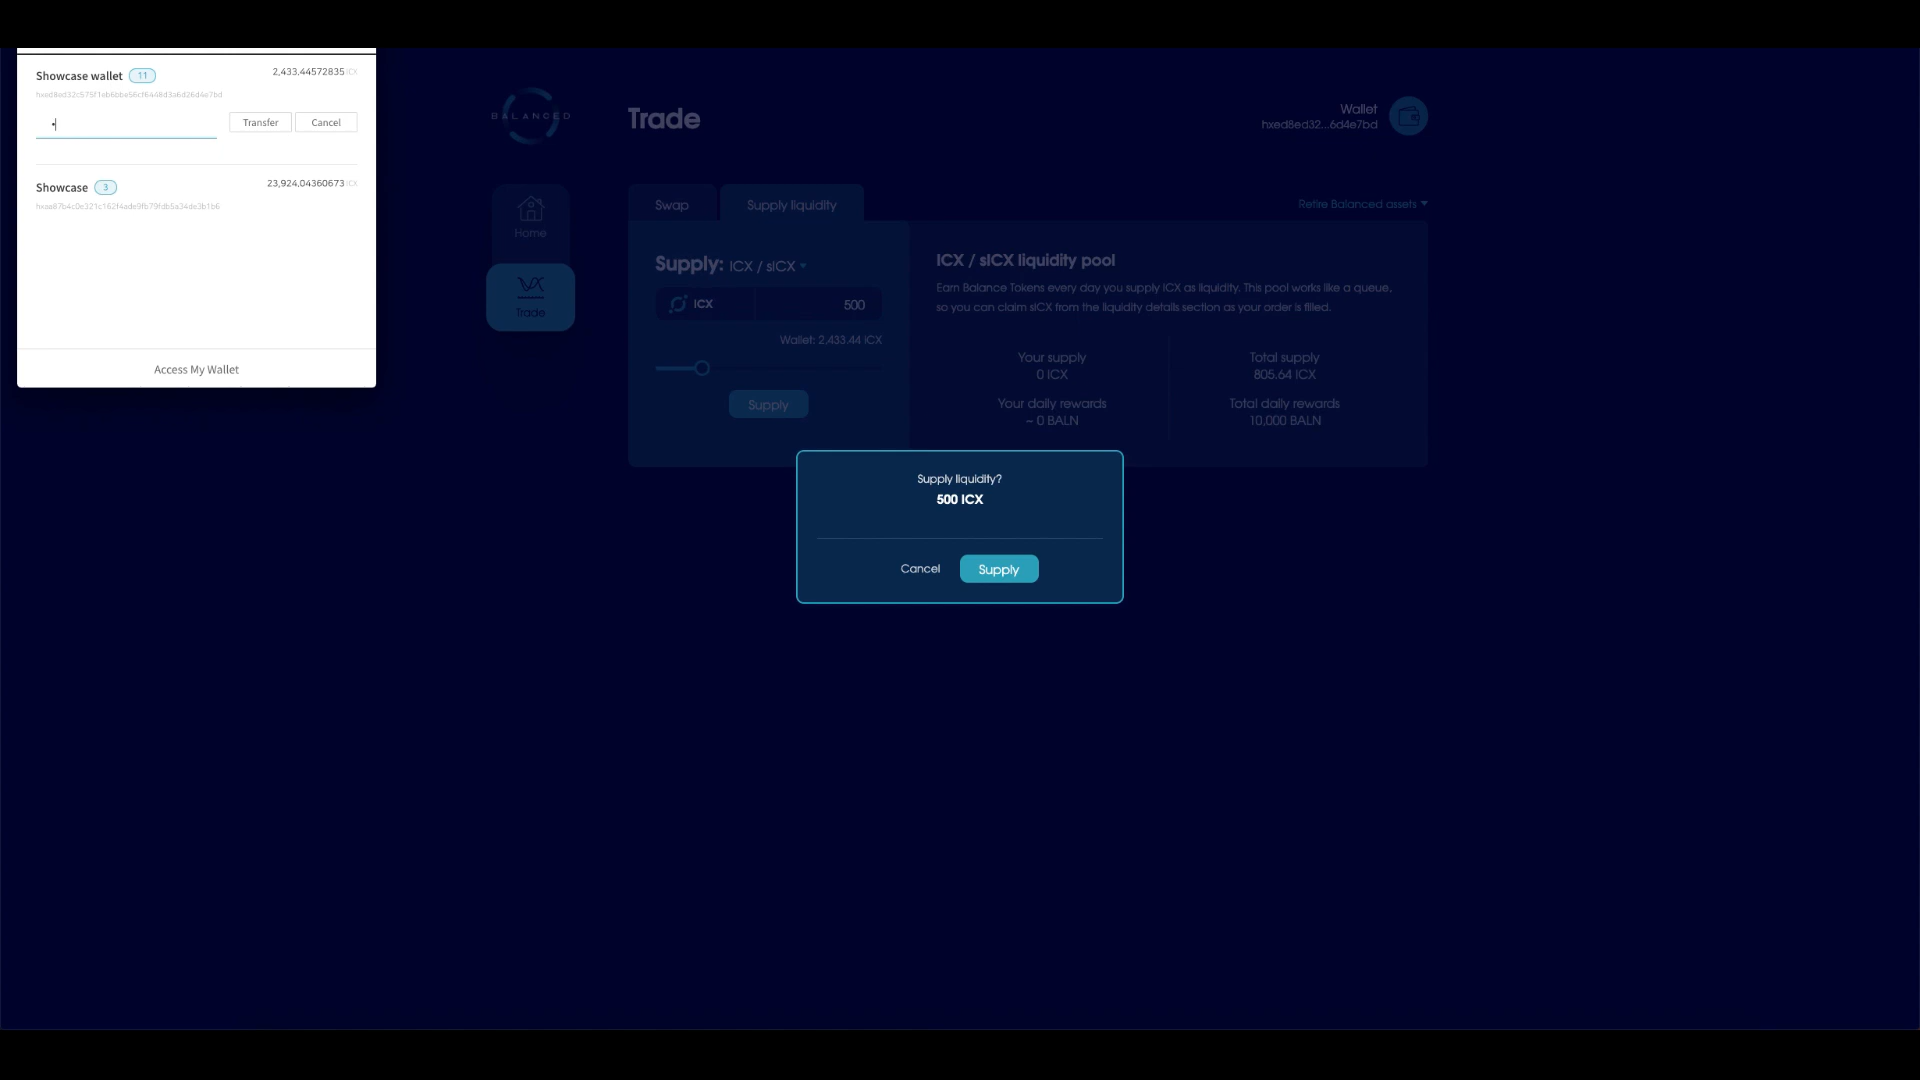 Showcase wallet 11
2,433.44572835 ICX
Transfer
Cancel
Showcase 3
23,924.04360673 ICX
Access My Wallet
BALANCED
Trade
Wallet
hxed8ed32...6d4e7bd
Home
Trade
Swap
Supply liquidity
Retire Balanced assets
Supply: ICX / sICX
ICX
500
Wallet: 2,433.44 ICX
Supply
ICX / sICX liquidity pool
Earn Balance Tokens every day you supply ICX as liquidity. This pool works like a queue,
so you can claim sICX from the liquidity details section as your order is filled.
Your supply
0 ICX
Total supply
805.64 ICX
Your daily rewards
~ 0 BALN
Total daily rewards
10,000 BALN
Supply liquidity?
500 ICX
Cancel
Supply